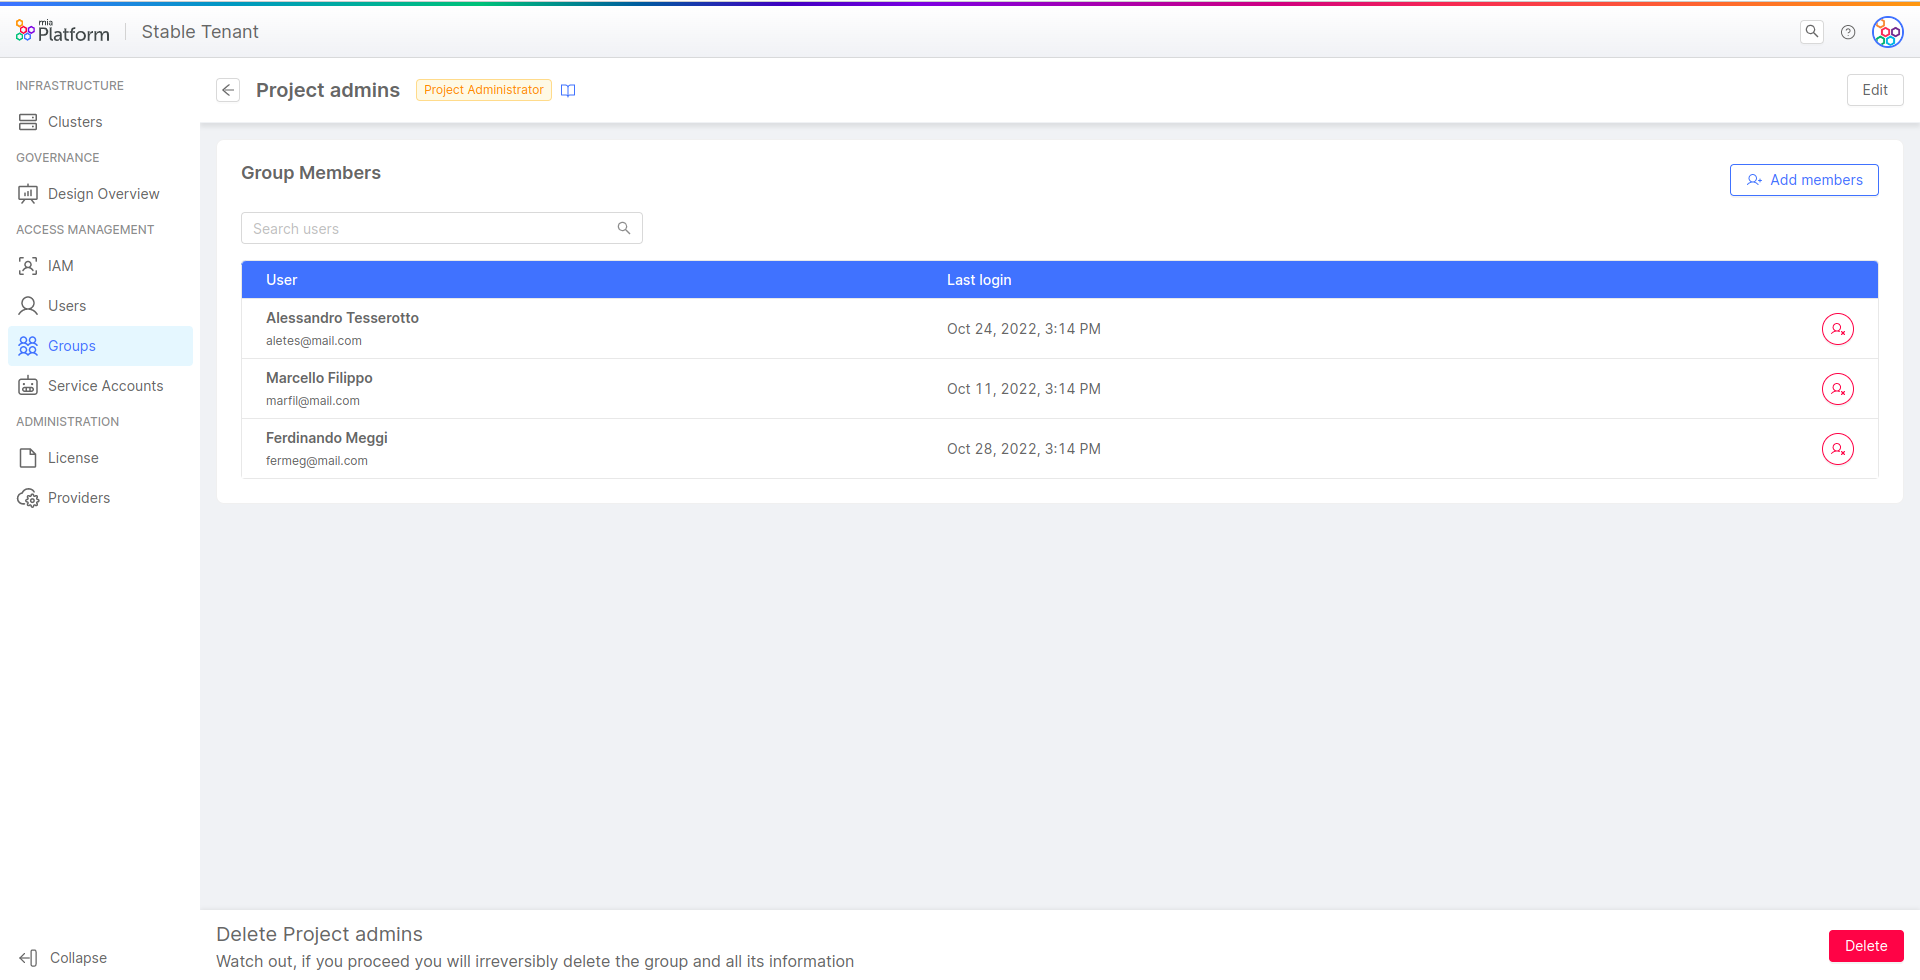 mia
Platform
Stable Tenant
INFRASTRUCTURE
Clusters
GOVERNANCE
Design Overview
ACCESS MANAGEMENT
IAM
Users
Groups
Service Accounts
ADMINISTRATION
License
Providers
Collapse
Project admins
Project Administrator
Edit
Group Members
Add members
Search users
User Last login
Alessandro Tesserotto
aletes@mail.com
Oct 24, 2022, 3:14 PM
Marcello Filippo
marfil@mail.com
Oct 11, 2022, 3:14 PM
Ferdinando Meggi
fermeg@mail.com
Oct 28, 2022, 3:14 PM
Delete Project admins
Watch out, if you proceed you will irreversibly delete the group and all its information
Delete